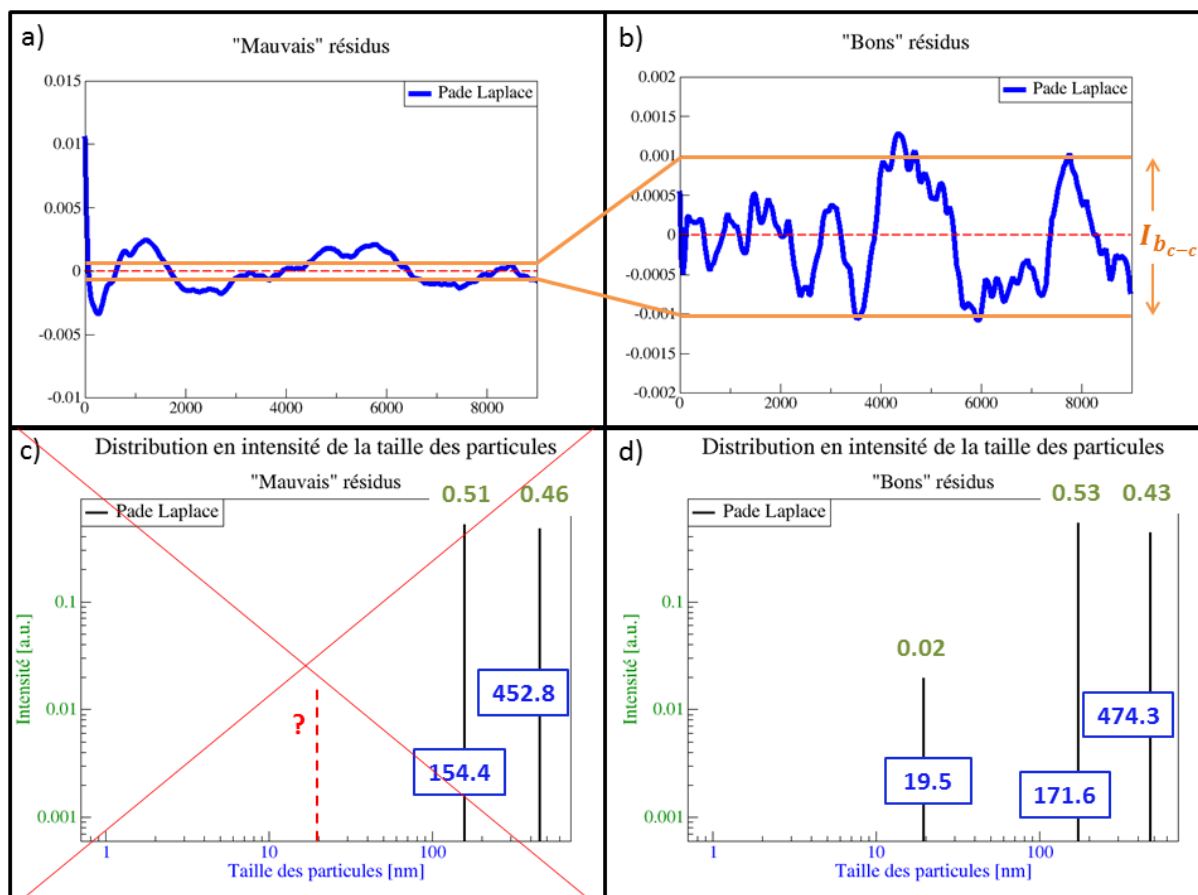 a)
"Mauvais" résidus
Pade Laplace
0.015
0.01
0.005
0
-0.005
-0.01
0
2000
4000
6000
8000
b)
"Bons" résidus
Pade Laplace
0.002
0.0015
0.001
0.0005
0
-0.0005
-0.001
-0.0015
-0.002
0
2000
4000
6000
8000
I b c-c
c)
Distribution en intensité de la taille des particules
"Mauvais" résidus
0.51
0.46
Pade Laplace
Intensité [a.u.]
0.1
0.01
0.001
?
452.8
154.4
1
10
100
Taille des particules [nm]
d)
Distribution en intensité de la taille des particules
"Bons" résidus
0.53
0.43
Pade Laplace
Intensité [a.u.]
0.1
0.01
0.001
0.02
474.3
19.5
171.6
1
10
100
Taille des particules [nm]